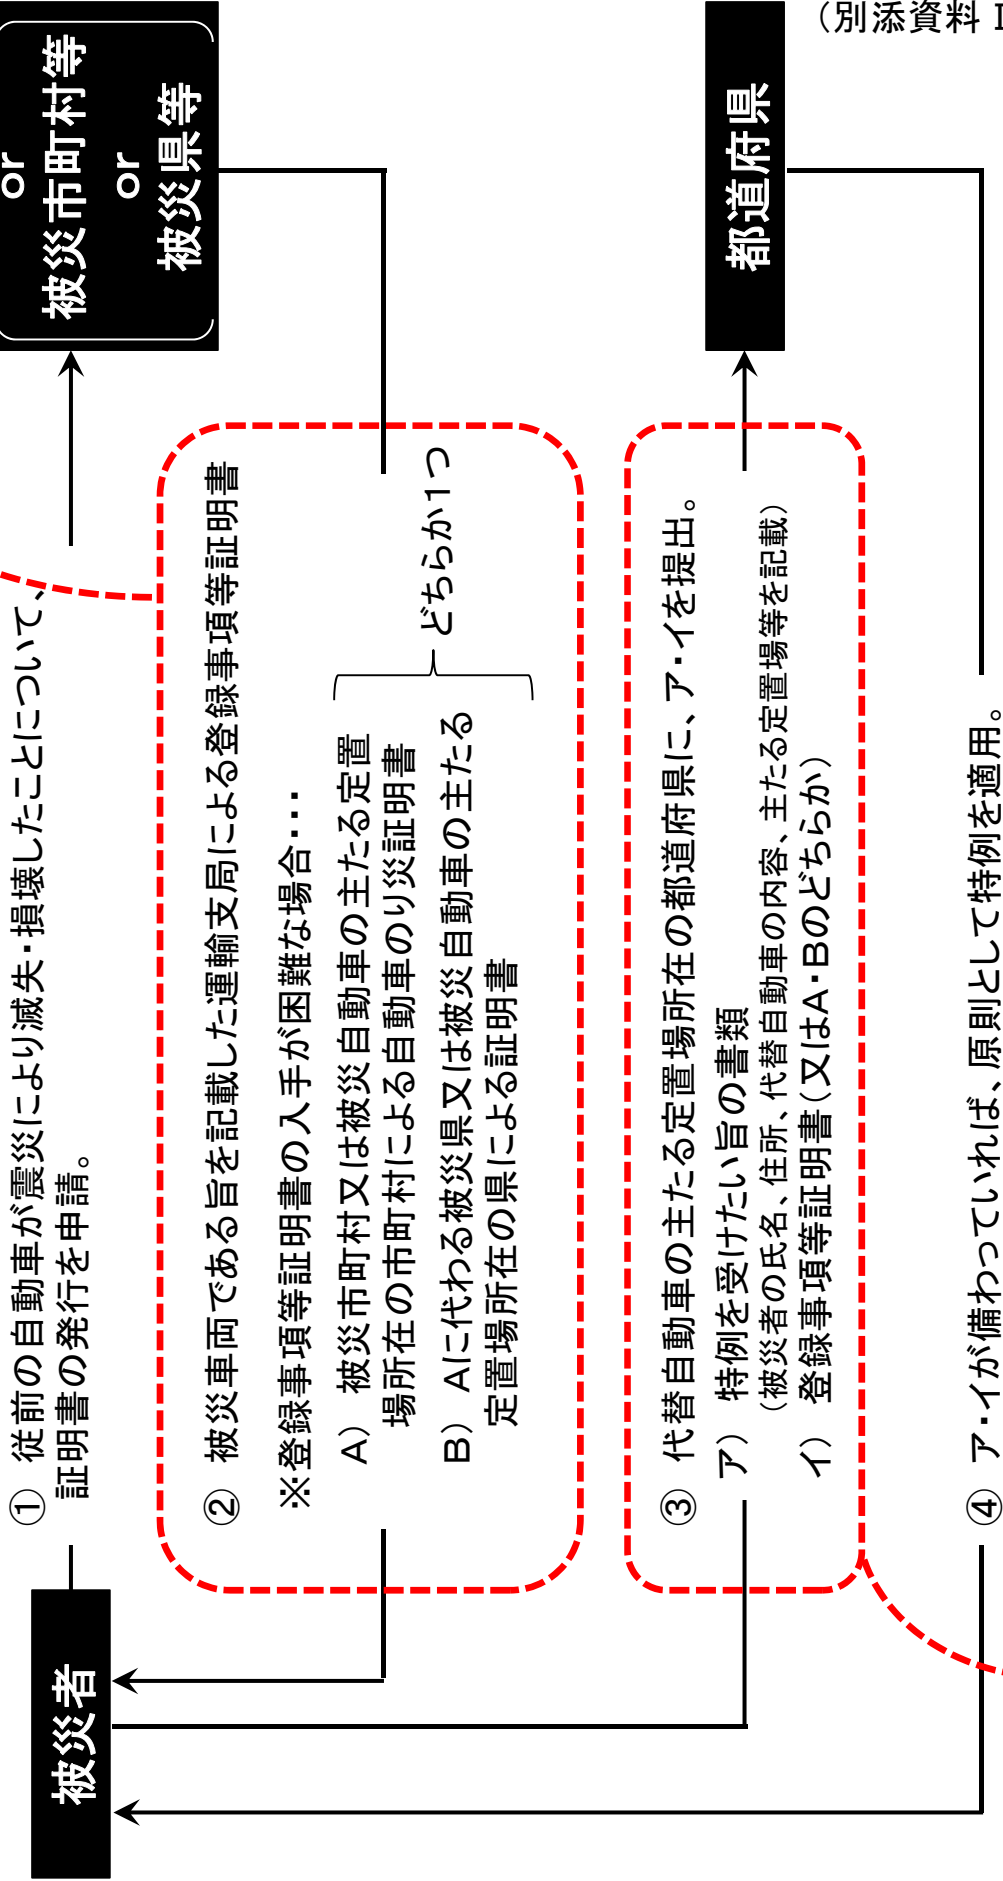 （別添資料
被災者
① 従前の自動車が震災により滅失・損壊したことについて、
証明書の発行を申請。
or
被災市町村等
or
被災県等
② 被災車両である旨を記載した運輸支局による登録事項等証明書
※登録事項等証明書の入手が困難な場合・・・
A） 被災市町村又は被災自動車の主たる定置
場所在の市町村による自動車のり災証明書
B） Aに代わる被災県又は被災自動車の主たる
定置場所在の県による証明書
どちらか1つ
③ 代替自動車の主たる定置場所在の都道府県に、ア・イを提出。
ア） 特例を受けたい旨の書類
（被災者の氏名、住所、代替自動車の内容、主たる定置場等を記載）
イ） 登録事項等証明書（又はA・Bのどちらか）
都道府県
④ ア・イが備わっていれば、原則として特例を適用。